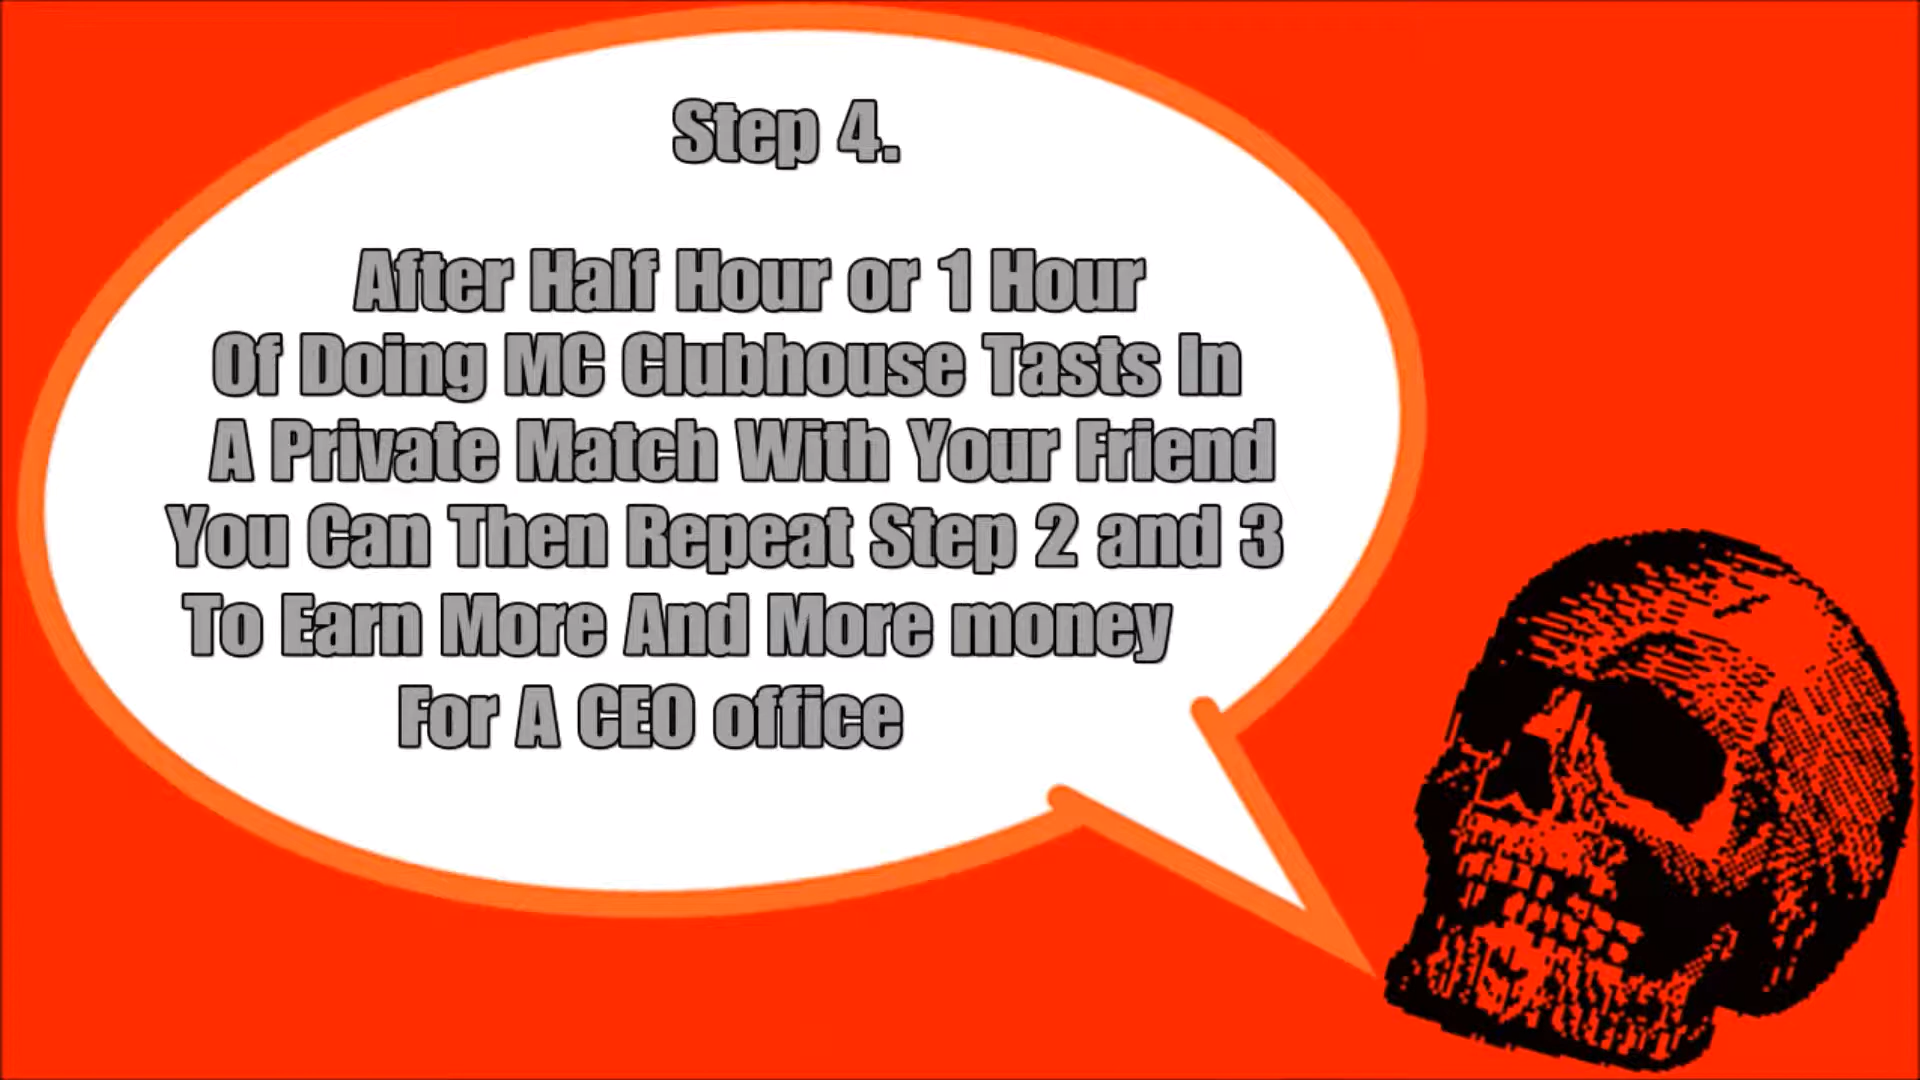 Step 4.
After Half Hour or 1 Hour
Of Doing MC Clubhouse Tasts In
A Private Match With Your Friend
You Can Then Repeat Step 2 and 3
To Earn More And More money
For A CEO office